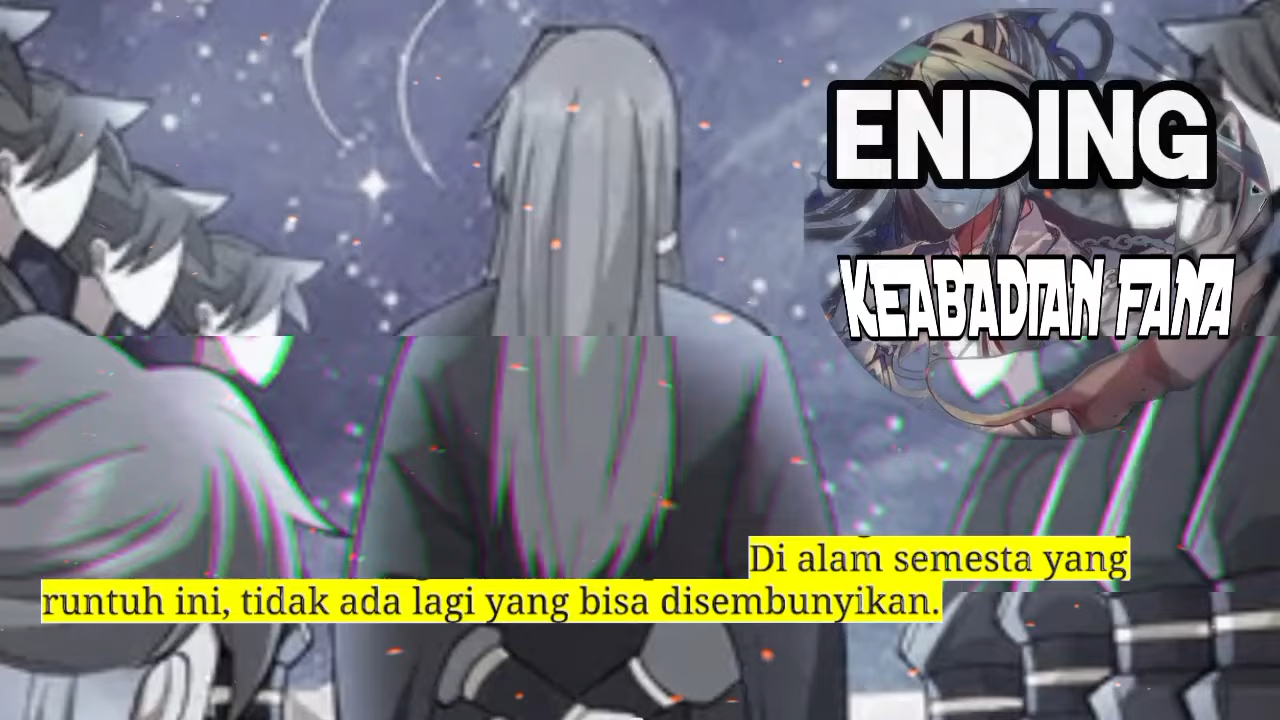 ENDING
KEABADIAN FANA
Di alam semesta yang
runtuh ini, tidak ada lagi yang bisa disembunyikan.